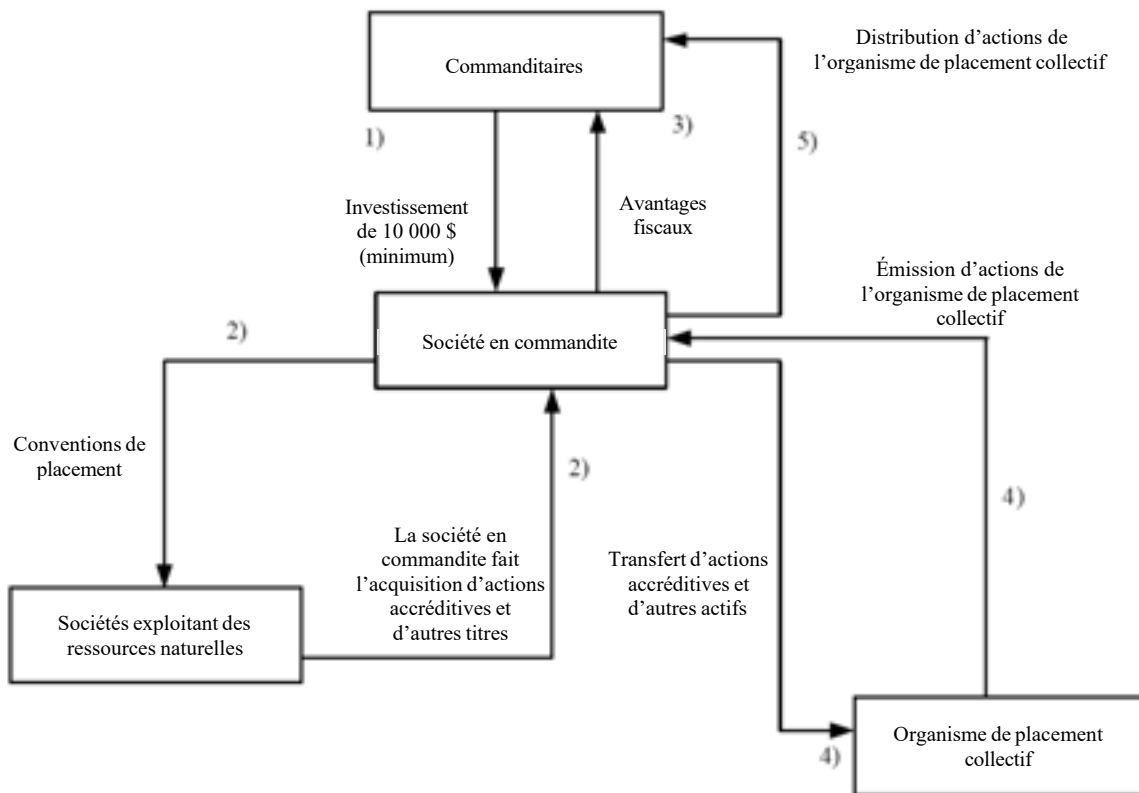 Distribution d’actions de
l’organisme de placement collectif
Commanditaires
1)
3)
5)
Investissement
de 10 000 $
(minimum)
Avantages
fiscaux
Émission d’actions de
l’organisme de placement
collectif
2)
Société en commandite
Conventions de
placement
2)
4)
La société en
commandite fait
l’acquisition d’actions
accréditives et
d’autres titres
Transfert d’actions
accréditives et
d’autres actifs
Sociétés exploitant des
ressources naturelles
4)
Organisme de placement
collectif